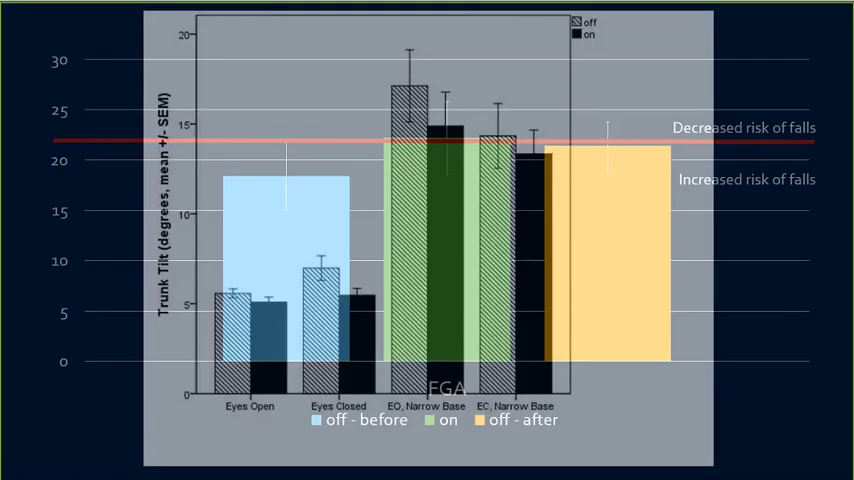 off
on
20
15
10
5
0
Trunk Tilt (degrees, mean +/- SEM)
Eyes Open
Eyes Closed
EO, Narrow Base
EC, Narrow Base
30
25
20
15
10
5
0
Decreased risk of falls
Increased risk of falls
FGA
off - before
on
off - after